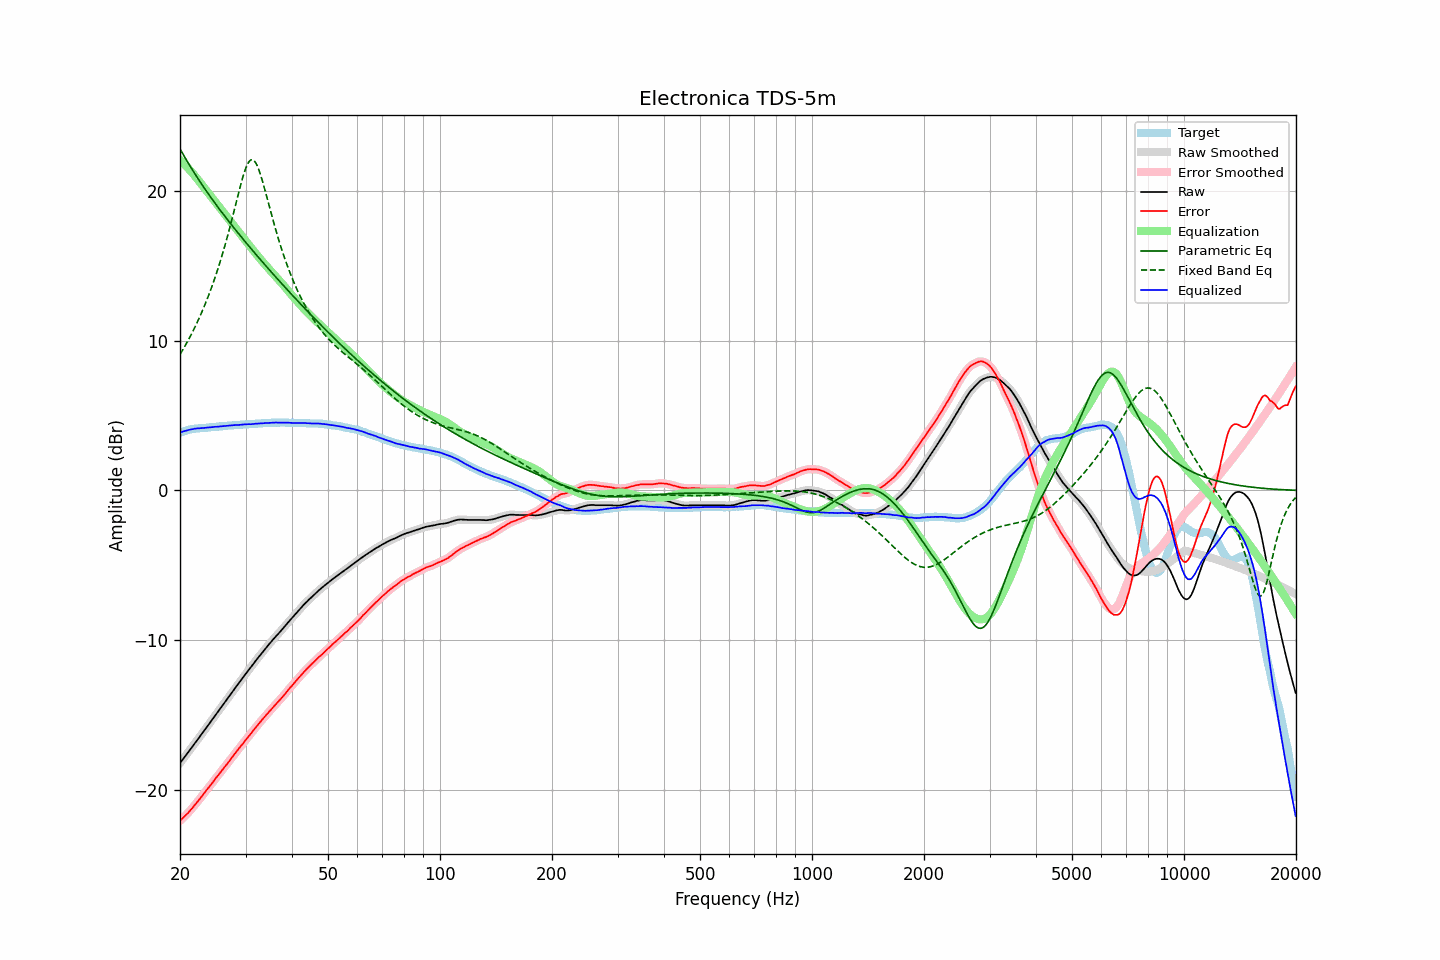 Electronica TDS-5m
Target
Raw Smoothed
Error Smoothed
Raw
Error
Equalization
Parametric Eq
Fixed Band Eq
Equalized
20
10
0
−10
−20
Amplitude (dBr)
20 50 100 200 500 1000 2000 5000 10000 20000
Frequency (Hz)